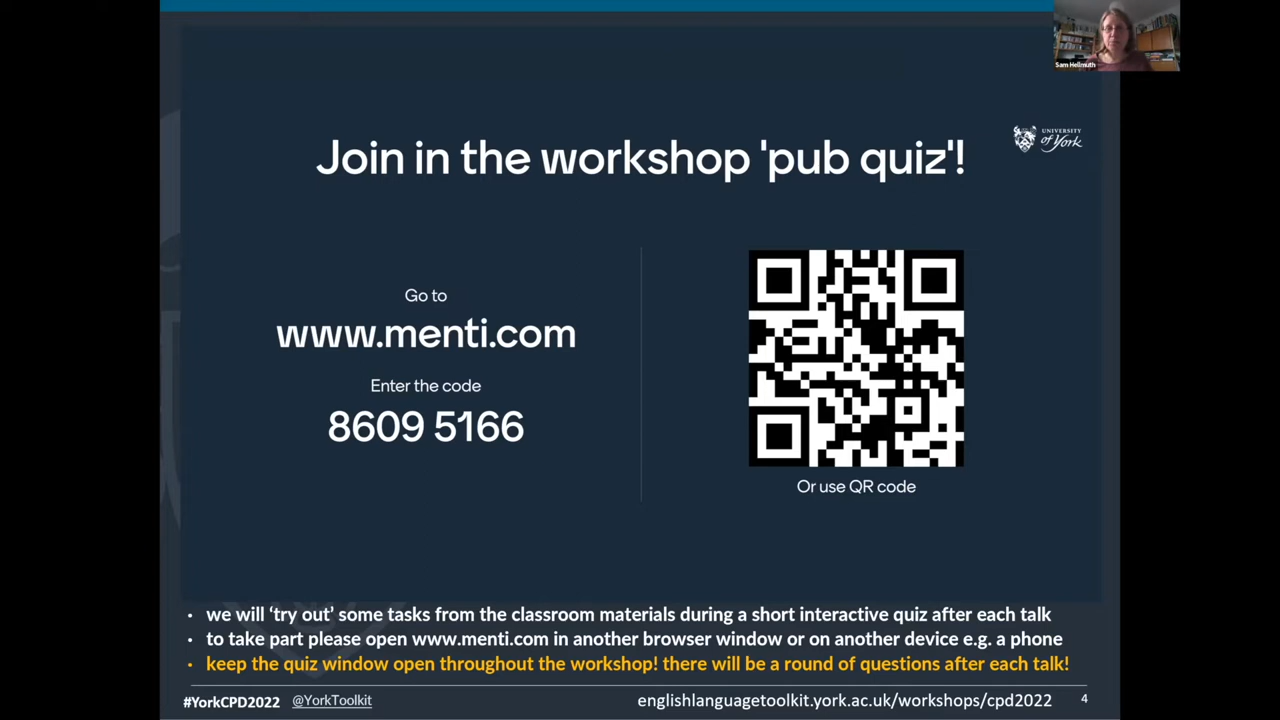 Sam Hellmuth
UNIVERSITY
of York
Join in the workshop 'pub quiz'!
Go to
www.menti.com
Enter the code
8609 5166
Or use QR code
• we will ‘try out’ some tasks from the classroom materials during a short interactive quiz after each talk
• to take part please open www.menti.com in another browser window or on another device e.g. a phone
• keep the quiz window open throughout the workshop! there will be a round of questions after each talk!
#YorkCPD2022 @YorkToolkit englishlanguagetoolkit.york.ac.uk/workshops/cpd2022 4